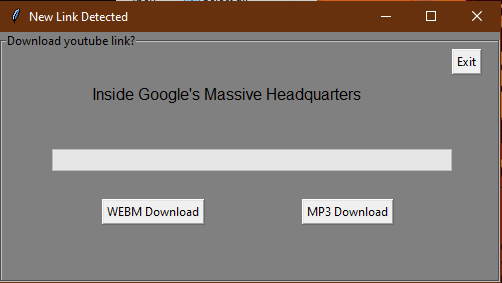 New Link Detected
Download youtube link?
Exit
Inside Google's Massive Headquarters
WEBM Download
MP3 Download